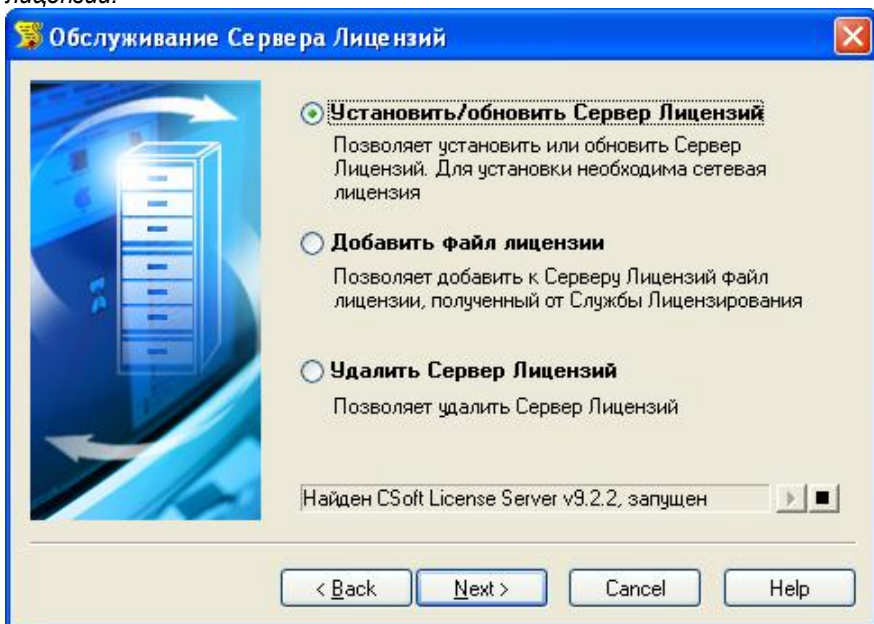 лицензии.
Обслуживание Сервера Лицензий
Установить/обновить Сервер Лицензий
Позволяет установить или обновить Сервер
Лицензий. Для установки необходима сетевая
лицензия
Добавить файл лицензии
Позволяет добавить к Серверу Лицензий файл
лицензии, полученный от Службы Лицензирования
Удалить Сервер Лицензий
Позволяет удалить Сервер Лицензий
Найден CSoft License Server v9.2.2, запущен
< Back
Next >
Cancel
Help